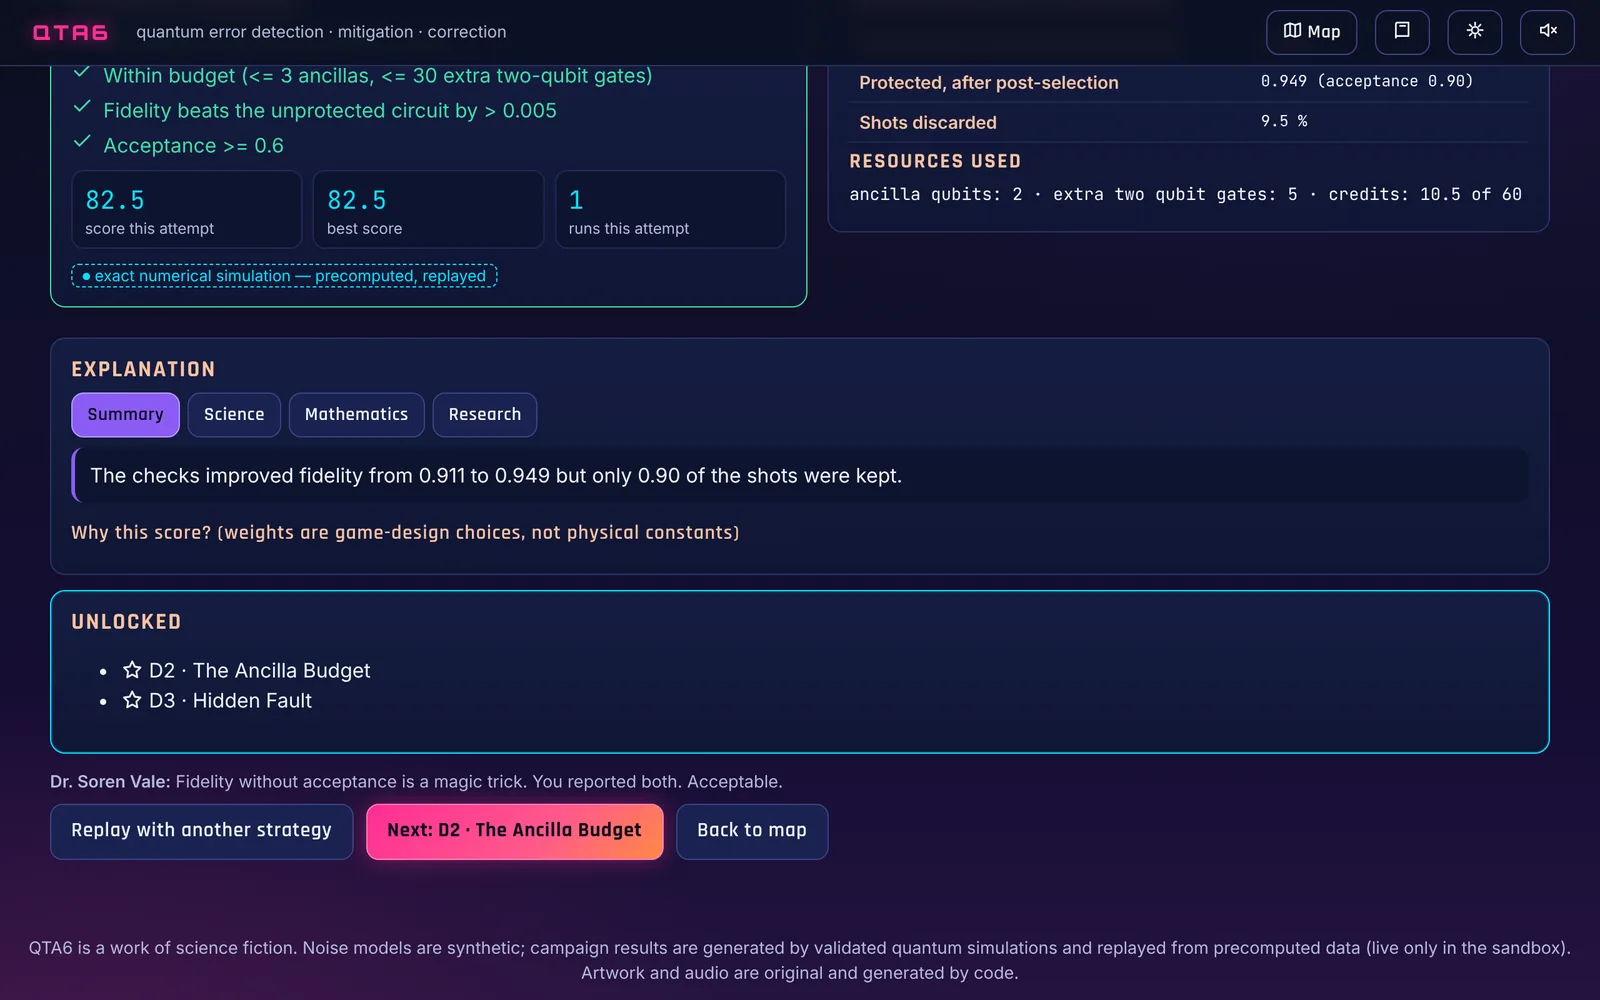 QTA6
quantum error detection · mitigation · correction
Map
Within budget (<= 3 ancillas, <= 30 extra two-qubit gates)
Fidelity beats the unprotected circuit by > 0.005
Acceptance >= 0.6
82.5
score this attempt
82.5
best score
1
runs this attempt
exact numerical simulation — precomputed, replayed
Protected, after post-selection 0.949 (acceptance 0.90)
Shots discarded 9.5 %
RESOURCES USED
ancilla qubits: 2 · extra two qubit gates: 5 · credits: 10.5 of 60
EXPLANATION
Summary Science Mathematics Research
The checks improved fidelity from 0.911 to 0.949 but only 0.90 of the shots were kept.
Why this score? (weights are game-design choices, not physical constants)
UNLOCKED
• ☆ D2 · The Ancilla Budget
• ☆ D3 · Hidden Fault
Dr. Soren Vale: Fidelity without acceptance is a magic trick. You reported both. Acceptable.
Replay with another strategy Next: D2 · The Ancilla Budget Back to map
QTA6 is a work of science fiction. Noise models are synthetic; campaign results are generated by validated quantum simulations and replayed from precomputed data (live only in the sandbox).
Artwork and audio are original and generated by code.